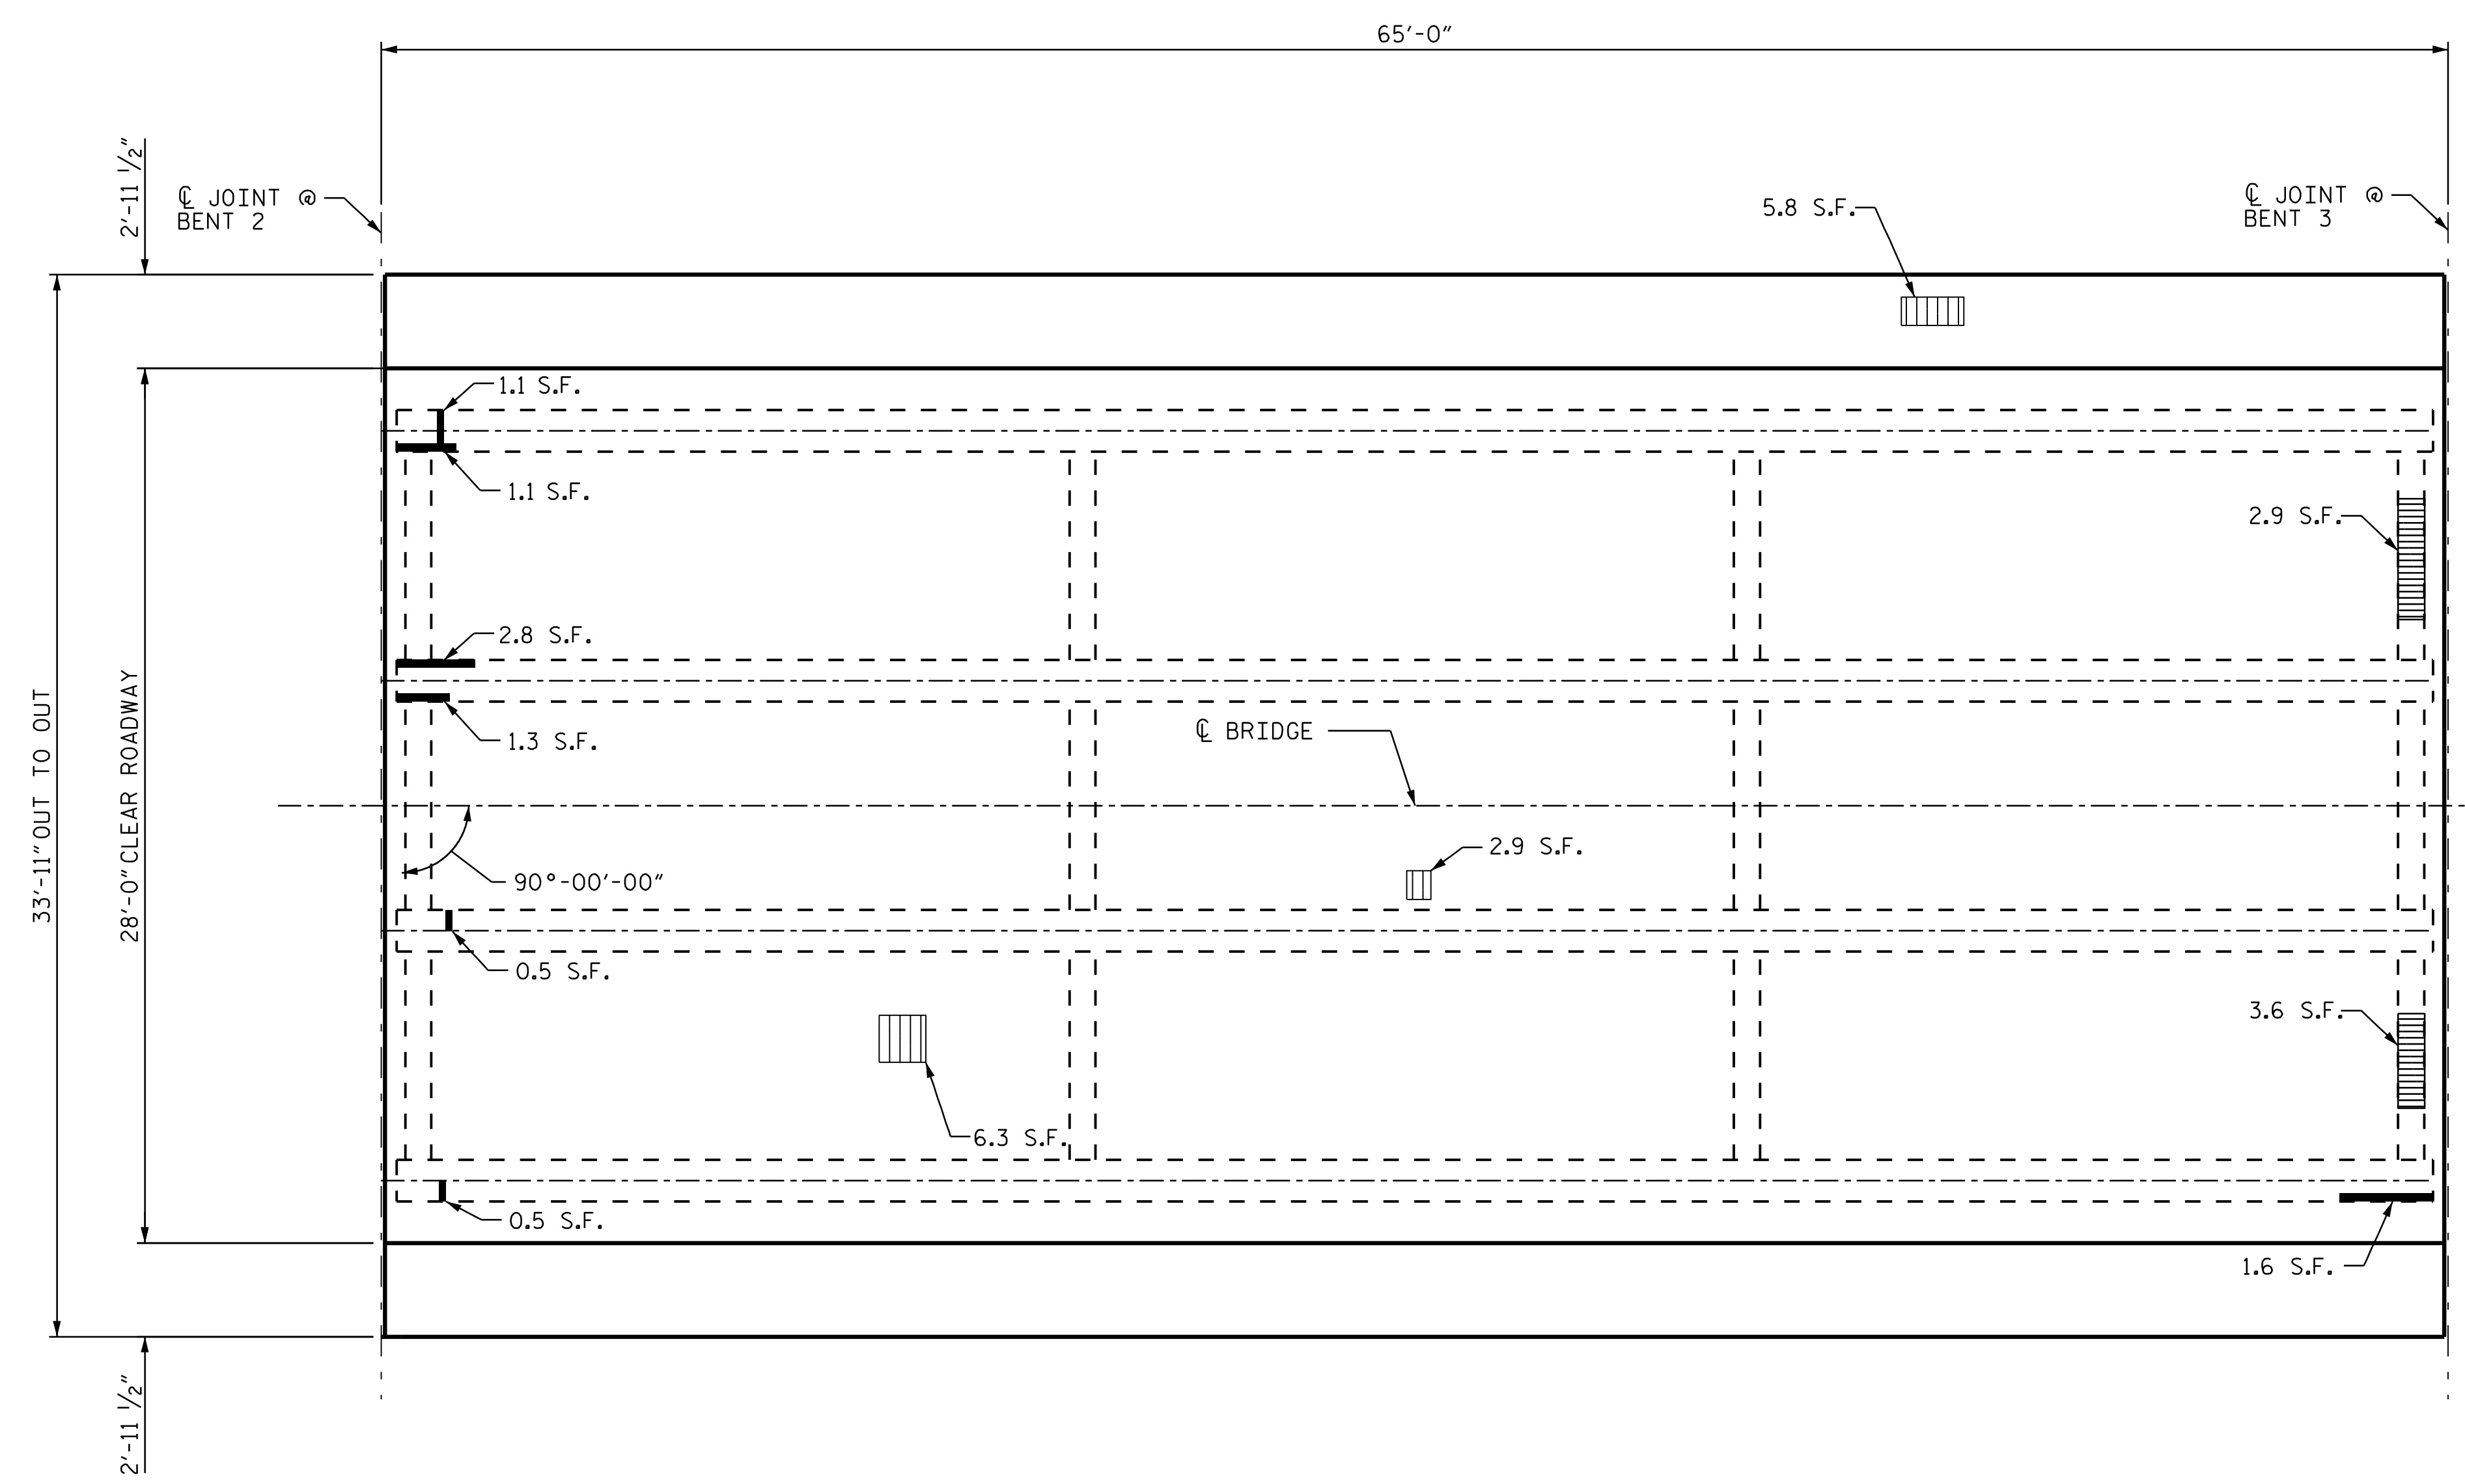 65'-0"
2'-11 1/2"
℄ JOINT @
BENT 2
5.8 S.F.
℄ JOINT @
BENT 3
1.1 S.F.
1.1 S.F.
2.9 S.F.
2.8 S.F.
1.3 S.F.
℄ BRIDGE
33'-11" OUT TO OUT
28'-0" CLEAR ROADWAY
2.9 S.F.
90°-00'-00"
0.5 S.F.
3.6 S.F.
6.3 S.F.
0.5 S.F.
1.6 S.F.
2'-11 1/2"